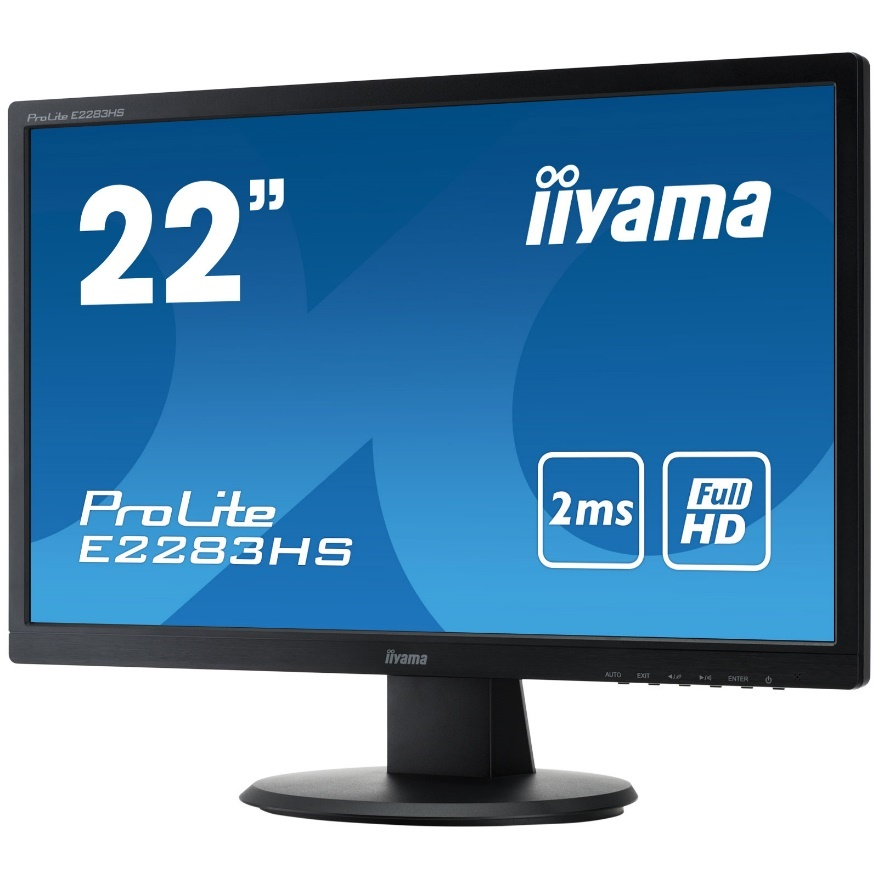 ProLite E2283HS
22”
iiyama
ProLite
E2283HS
2ms
Full
HD
iiyama
AUTO EXIT ENTER